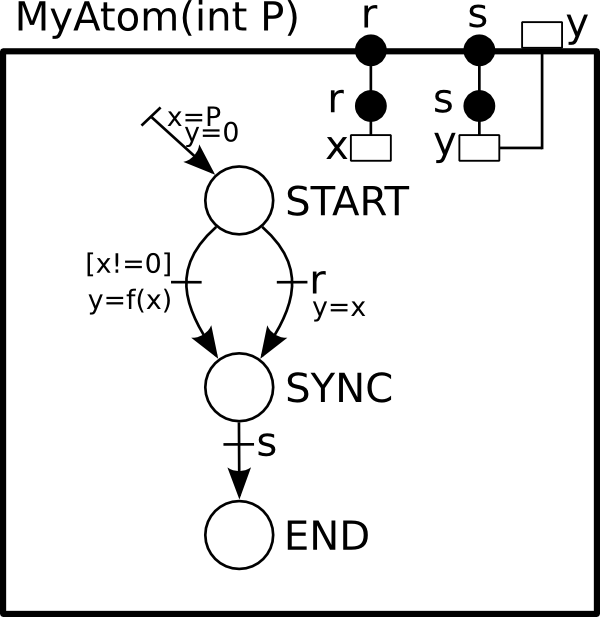 MyAtom(int P)
r
s
y
r
s
x
y
x=P
y=0
START
[x!=0]
y=f(x)
r
y=x
SYNC
s
END